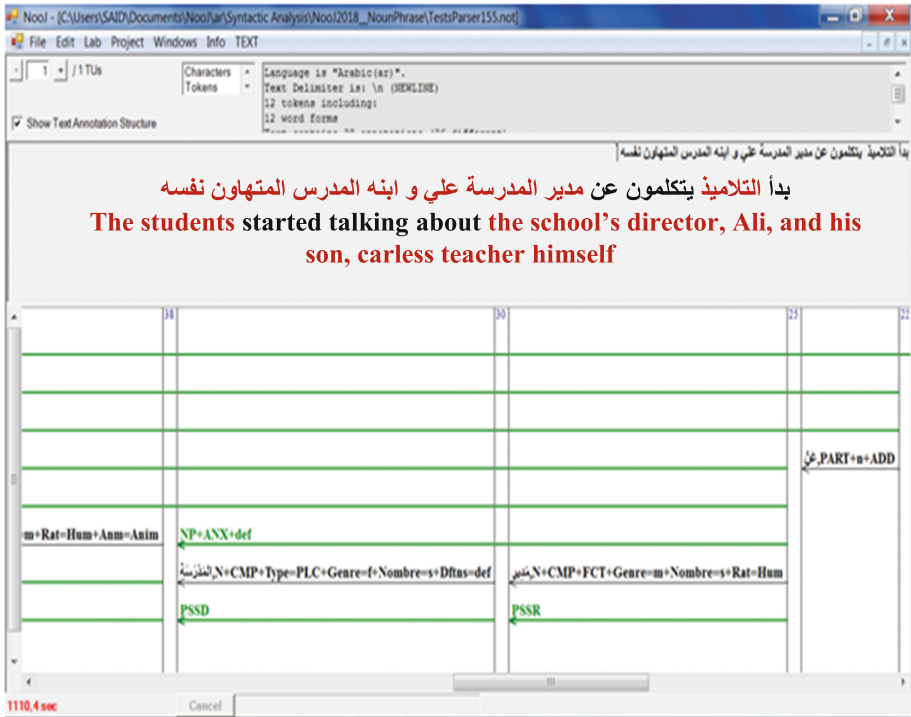 NooJ - [C:\Users\SAID\Documents\NooJ\ar\Syntactic Analysis\NooJ2018_NounPhrase\TestsParser155.not]
File Edit Lab Project Windows Info TEXT
- 1 + / 1 TUs
Characters
Tokens
Language is "Arabic(ar)".
Text Delimiter is: \n (NEWLINE)
12 tokens including:
12 word forms
Show Text Annotation Structure
بدأ التلاميذ يتكلمون عن مدير المدرسة علي و ابنه المدرس المتهاون نفسه
بدأ التلاميذ يتكلمون عن مدير المدرسة علي و ابنه المدرس المتهاون نفسه
The students started talking about the school's director, Ali, and his
son, carless teacher himself
38 30 25 22
عَنْ,PART+n+ADD
m+Rat=Hum+Anm=Anim
NP+ANX+def
المَدْرَسَةُ,N+CMP+Type=PLC+Genre=f+Nombre=s+Dftns=def
مُدِير,N+CMP+FCT+Genre=m+Nombre=s+Rat=Hum
PSSD
PSSR
1110,4 sec
Cancel